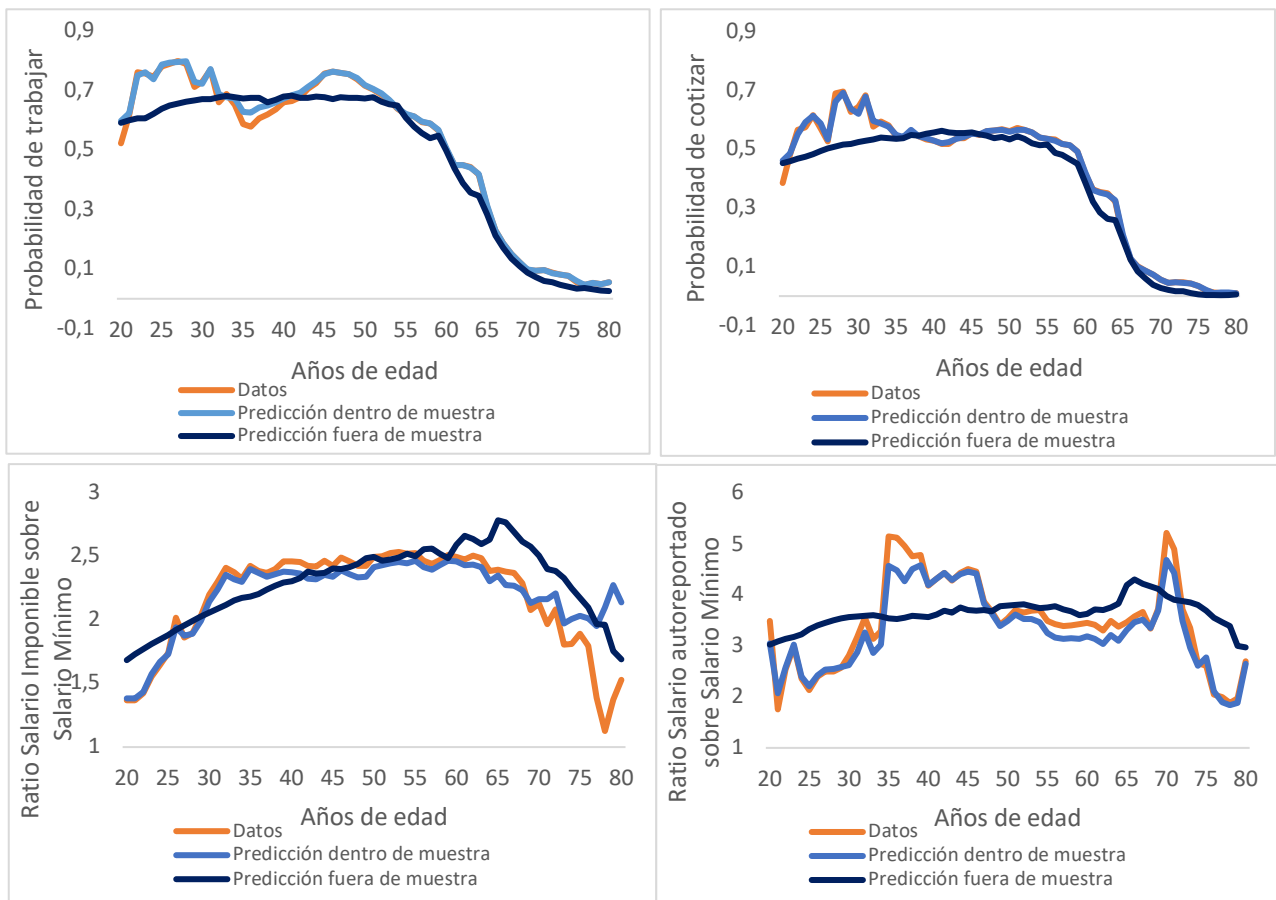 Probabilidad de trabajar
0,9
0,7
0,5
0,3
0,1
-0,1
20 25 30 35 40 45 50 55 60 65 70 75 80
Años de edad
Datos
Predicción dentro de muestra
Predicción fuera de muestra
Probabilidad de cotizar
0,9
0,7
0,5
0,3
0,1
-0,1
20 25 30 35 40 45 50 55 60 65 70 75 80
Años de edad
Datos
Predicción dentro de muestra
Predicción fuera de muestra
Ratio Salario Imponible sobre
Salario Mínimo
3
2,5
2
1,5
1
20 25 30 35 40 45 50 55 60 65 70 75 80
Años de edad
Datos
Predicción dentro de muestra
Predicción fuera de muestra
Ratio Salario autoreportado
sobre Salario Mínimo
6
5
4
3
2
1
20 25 30 35 40 45 50 55 60 65 70 75 80
Años de edad
Datos
Predicción dentro de muestra
Predicción fuera de muestra